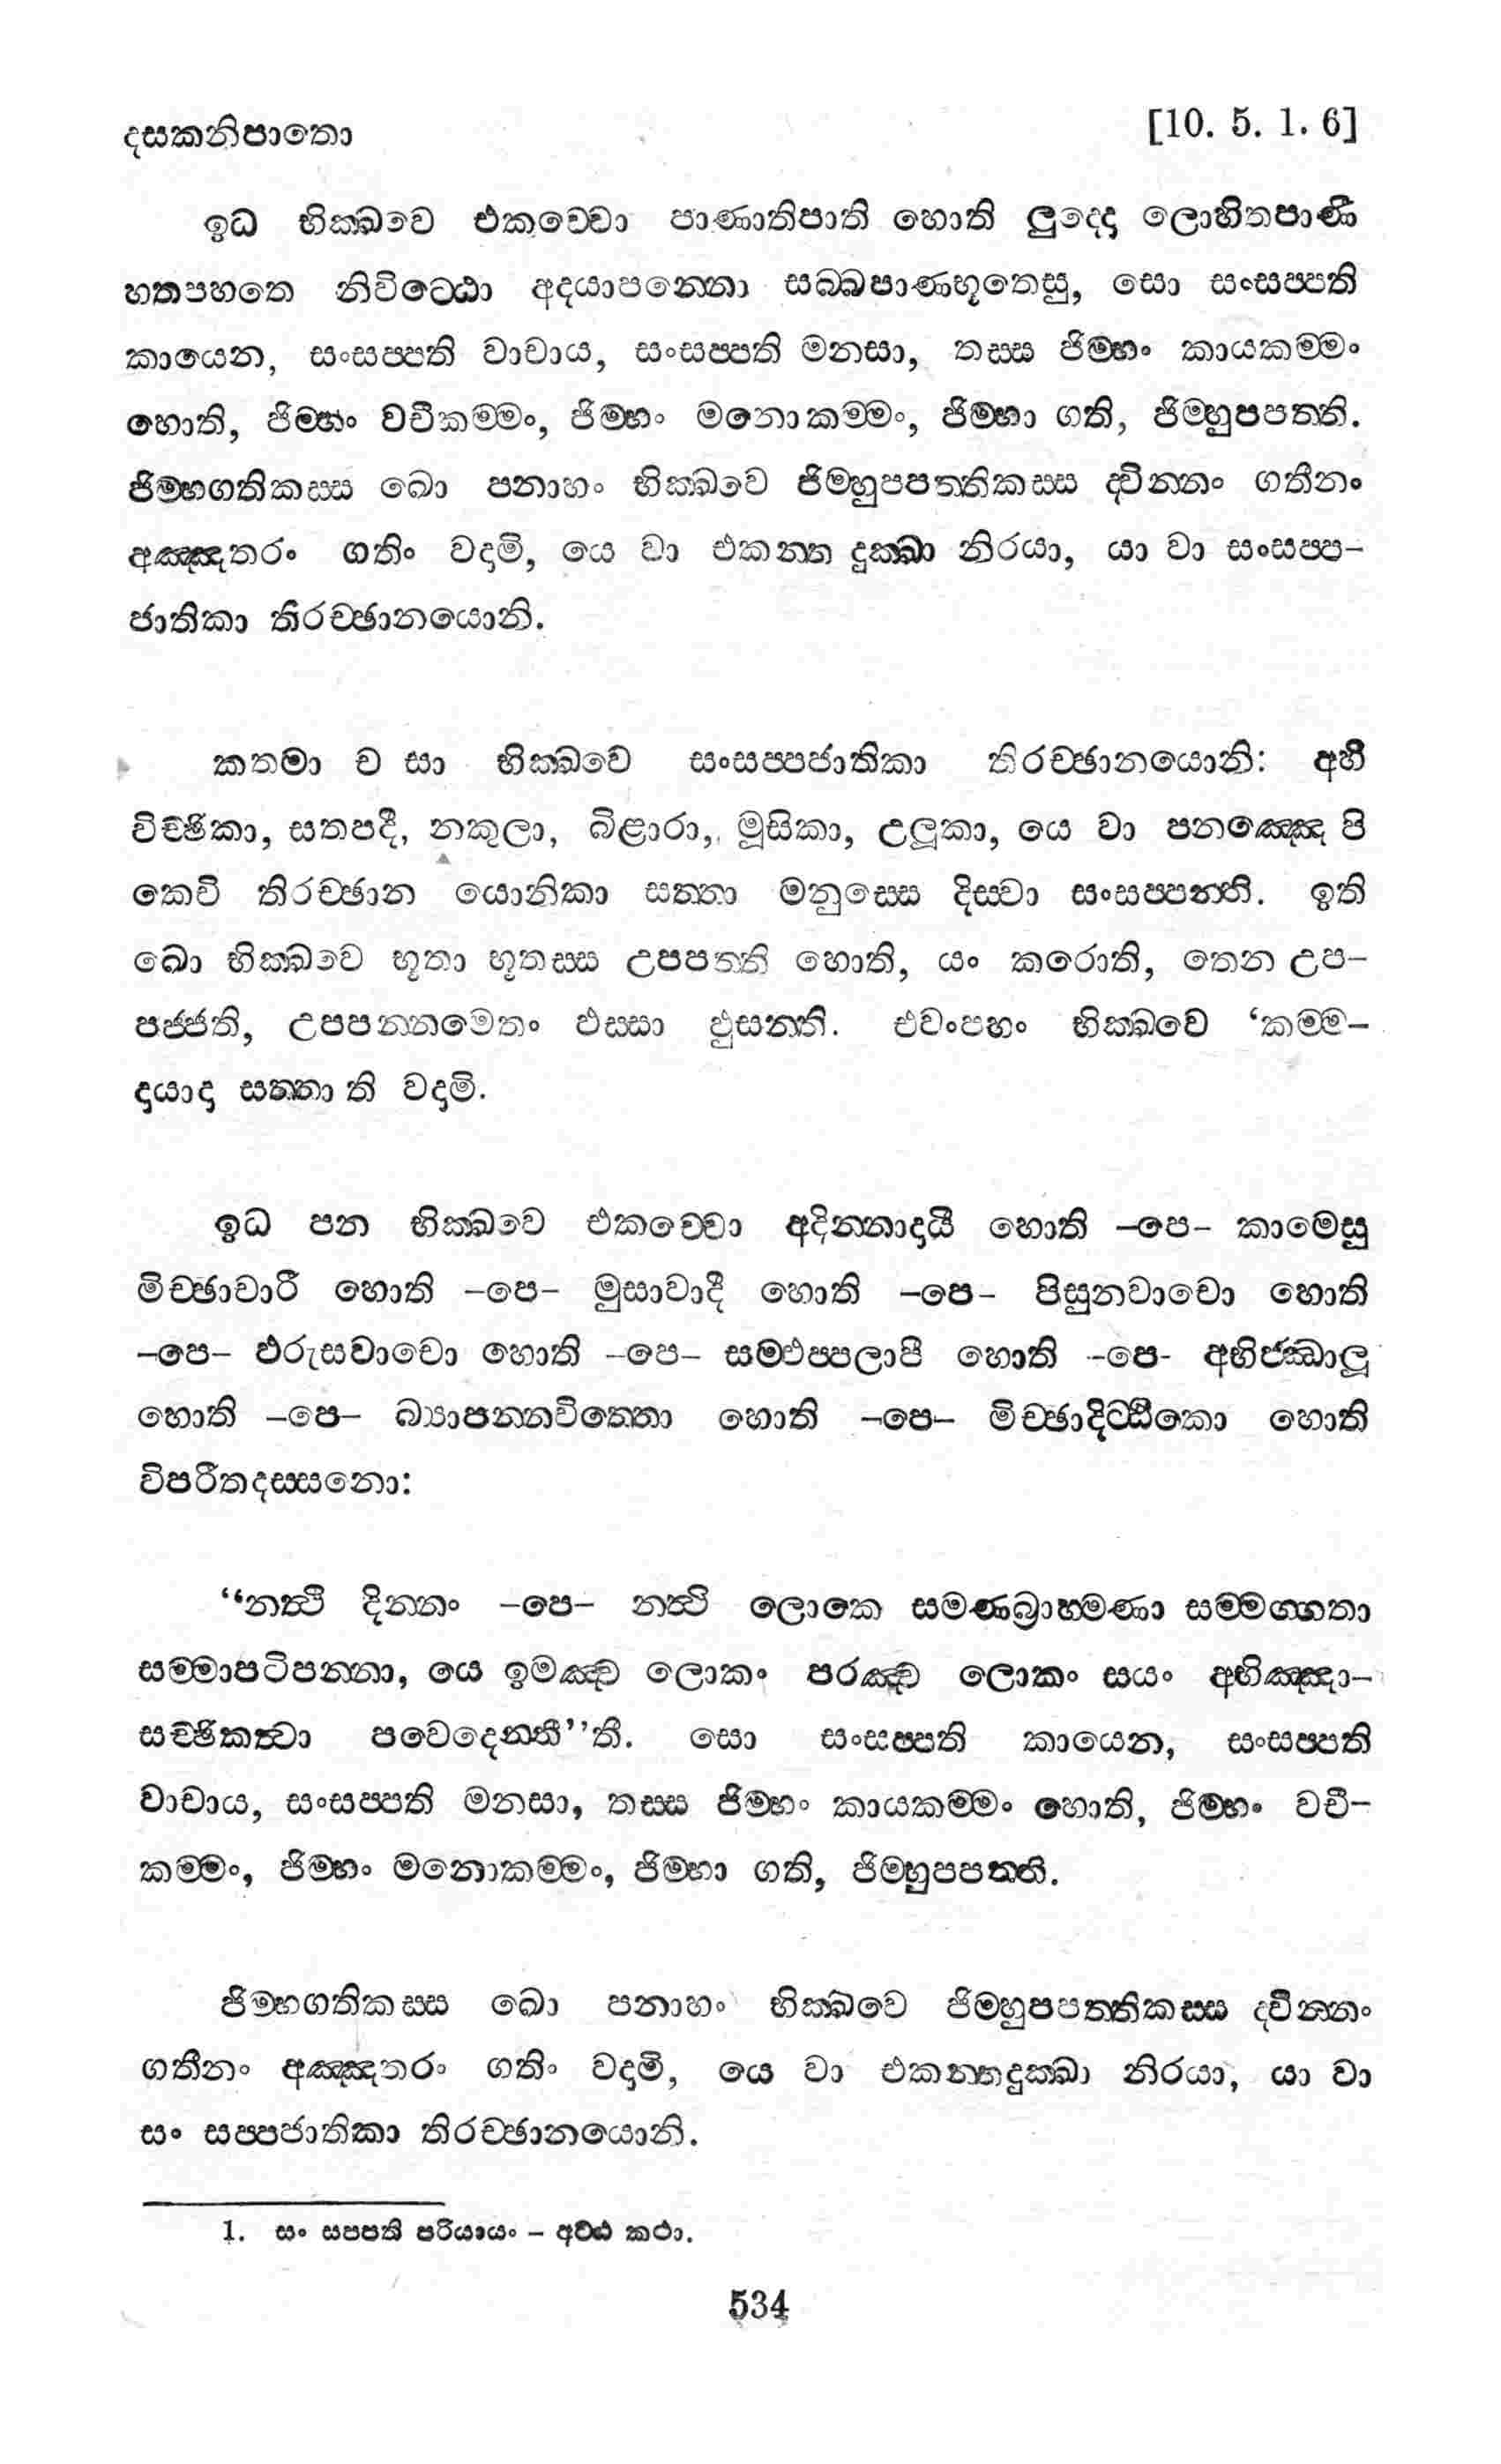 දසකනිපාතො [10. 5. 1. 6]
ඉධ භික්ඛවෙ එකච්චො පාණාතිපාති හොති ලුද්දො ලොහිතපාණී
හතපහතෙ නිවිට්ඨො අදයාපන්නො සබ්බපාණභූතෙසු, සො සංසප්පති
කායෙන, සංසප්පති වාචාය, සංසප්පති මනසා, තස්ස ජිම්හං කායකම්මං
හොති, ජිම්හං වචීකම්මං, ජිම්හං මනොකම්මං, ජිම්හා ගති, ජිම්හුපපත්ති.
ජිම්හගතිකස්ස ඛො පනාහං භික්ඛවෙ ජිම්හුපපත්තිකස්ස ද්වින්නං ගතීනං
අඤ්ඤතරං ගතිං වදාමි, යෙ වා එකන්ත දුක්ඛා නිරයා, යා වා සංසප්ප-
ජාතිකා තිරච්ඡානයොනි.
කතමා ච සා භික්ඛවෙ සංසප්පජාතිකා තිරච්ඡානයොනි: අහි
විච්ඡිකා, සතපදී, නකුලා, බිළාරා, මූසිකා, උලූකා, යෙ වා පනඤ්ඤෙ පි
කෙචි තිරච්ඡාන යොනිකා සත්තා මනුස්සෙ දිස්වා සංසප්පන්ති. ඉති
ඛො භික්ඛවෙ භූතා භූතස්ස උපපත්ති හොති, යං කරොති, තෙන උප-
පජ්ජති, උපපන්නමෙතං ඵස්සා ඵුසන්ති. එවංපහං භික්ඛවෙ ‘කම්ම-
දායාදා සත්තා ති වදාමි.
ඉධ පන භික්ඛවෙ එකච්චො අදින්නාදායී හොති –පෙ– කාමෙසු
මිච්ඡාචාරී හොති –පෙ– මුසාවාදී හොති –පෙ– පිසුනවාචො හොති
–පෙ– ඵරුසවාචො හොති –පෙ– සම්ඵප්පලාපී හොති –පෙ– අභිජ්ඣාලූ
හොති –පෙ– බ්‍යාපන්නචිත්තො හොති –පෙ– මිච්ඡාදිට්ඨිකො හොති
විපරීතදස්සනො:
“නත්ථි දින්නං –පෙ– නත්ථි ලොකෙ සමණබ්‍රාහ්මණා සම්මග්ගතා
සම්මාපටිපන්නා, යෙ ඉමඤ්ච ලොකං පරඤ්ච ලොකං සයං අභිඤ්ඤා-
සච්ඡිකත්වා පවෙදෙන්තී’’ති. සො සංසප්පති කායෙන, සංසප්පති
වාචාය, සංසප්පති මනසා, තස්ස ජිම්හං කායකම්මං හොති, ජිම්හං වචී-
කම්මං, ජිම්හං මනොකම්මං, ජිම්හා ගති, ජිම්හුපපත්ති.
ජිම්හගතිකස්ස ඛො පනාහං භික්ඛවෙ ජිම්හුපපත්තිකස්ස ද්වින්නං
ගතීනං අඤ්ඤතරං ගතිං වදාමි, යෙ වා එකන්තදුක්ඛා නිරයා, යා වා
සං සප්පජාතිකා තිරච්ඡානයොනි.
1. සං සප්පති පරියායං – අට්ඨ කථා.
534